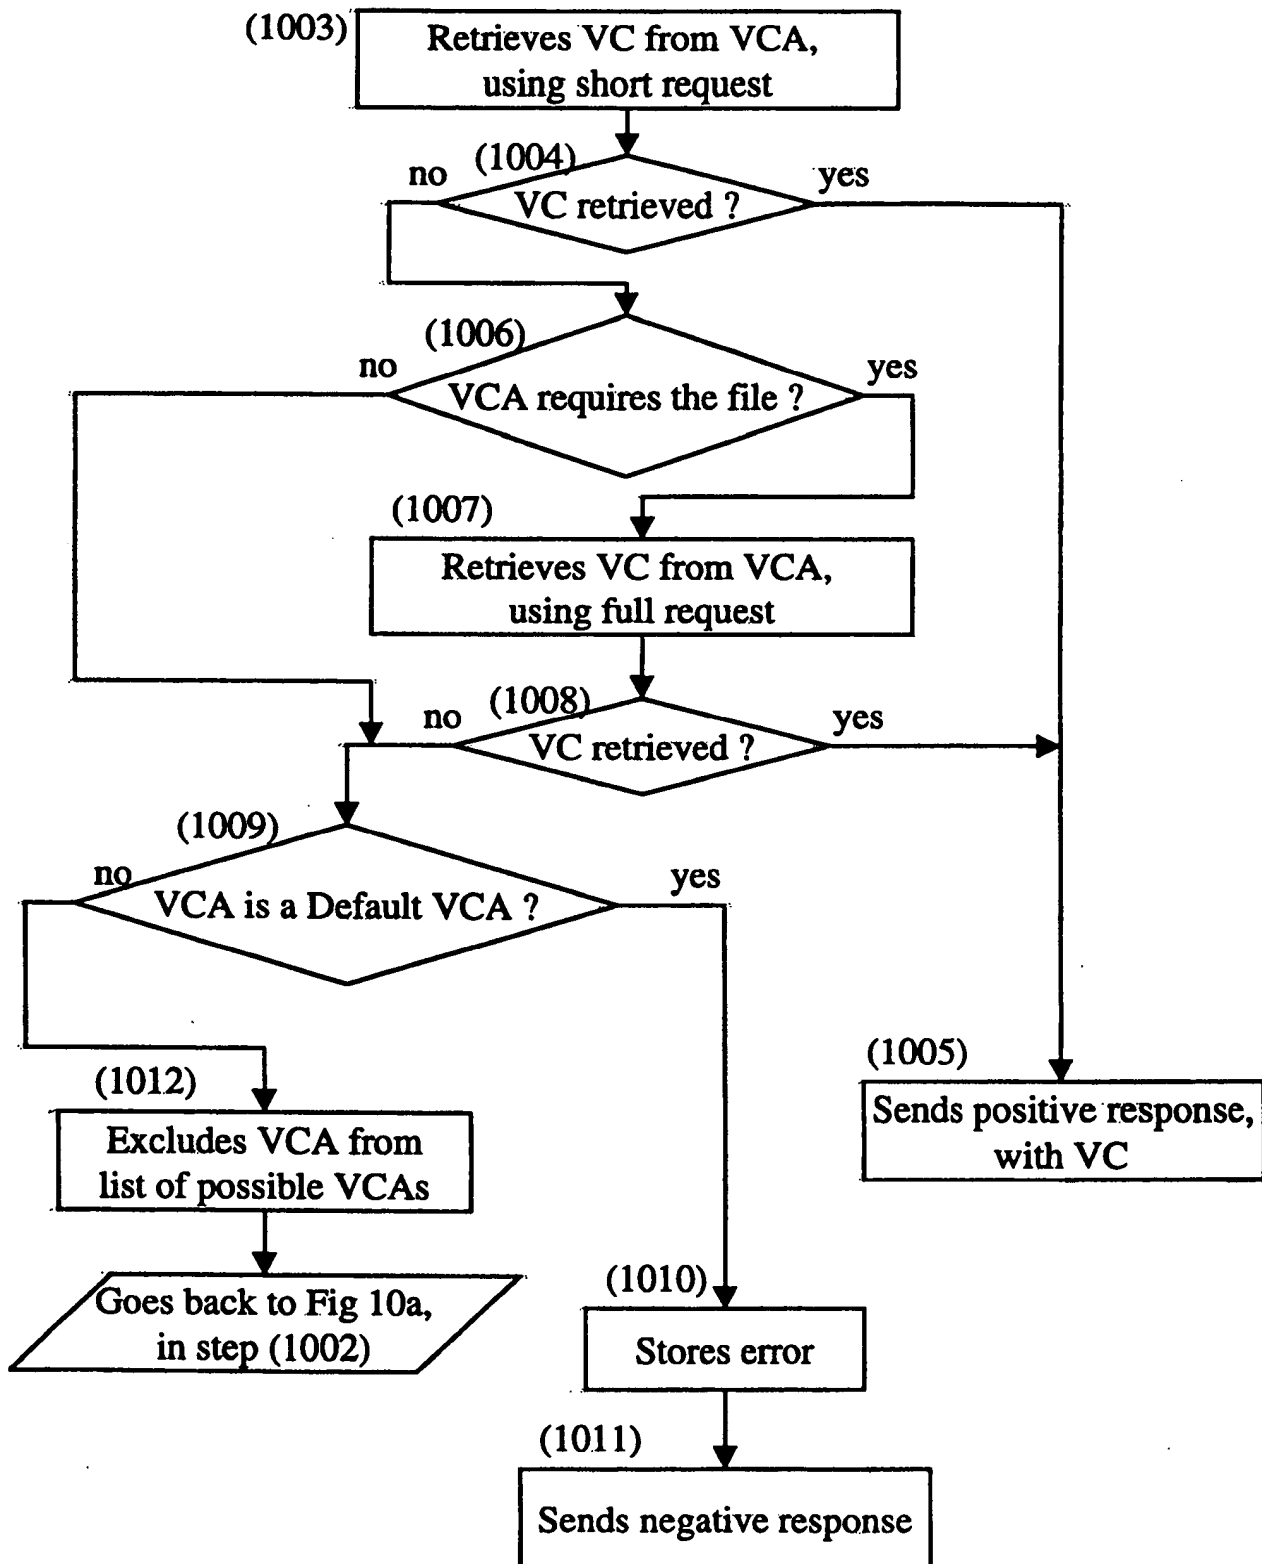 (1003)
Retrieves VC from VCA,
using short request
(1004)
no
yes
VC retrieved ?
(1006)
no
yes
VCA requires the file ?
(1007)
Retrieves VC from VCA,
using full request
(1008)
no
yes
VC retrieved ?
(1009)
no
yes
VCA is a Default VCA ?
(1012)
Excludes VCA from
list of possible VCAs
Goes back to Fig 10a,
in step (1002)
(1005)
Sends positive response,
with VC
(1010)
Stores error
(1011)
Sends negative response